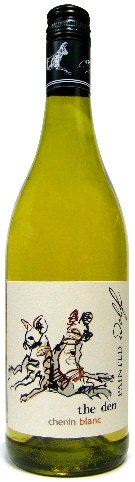 the den
chenin blanc
PAINTED Wolf